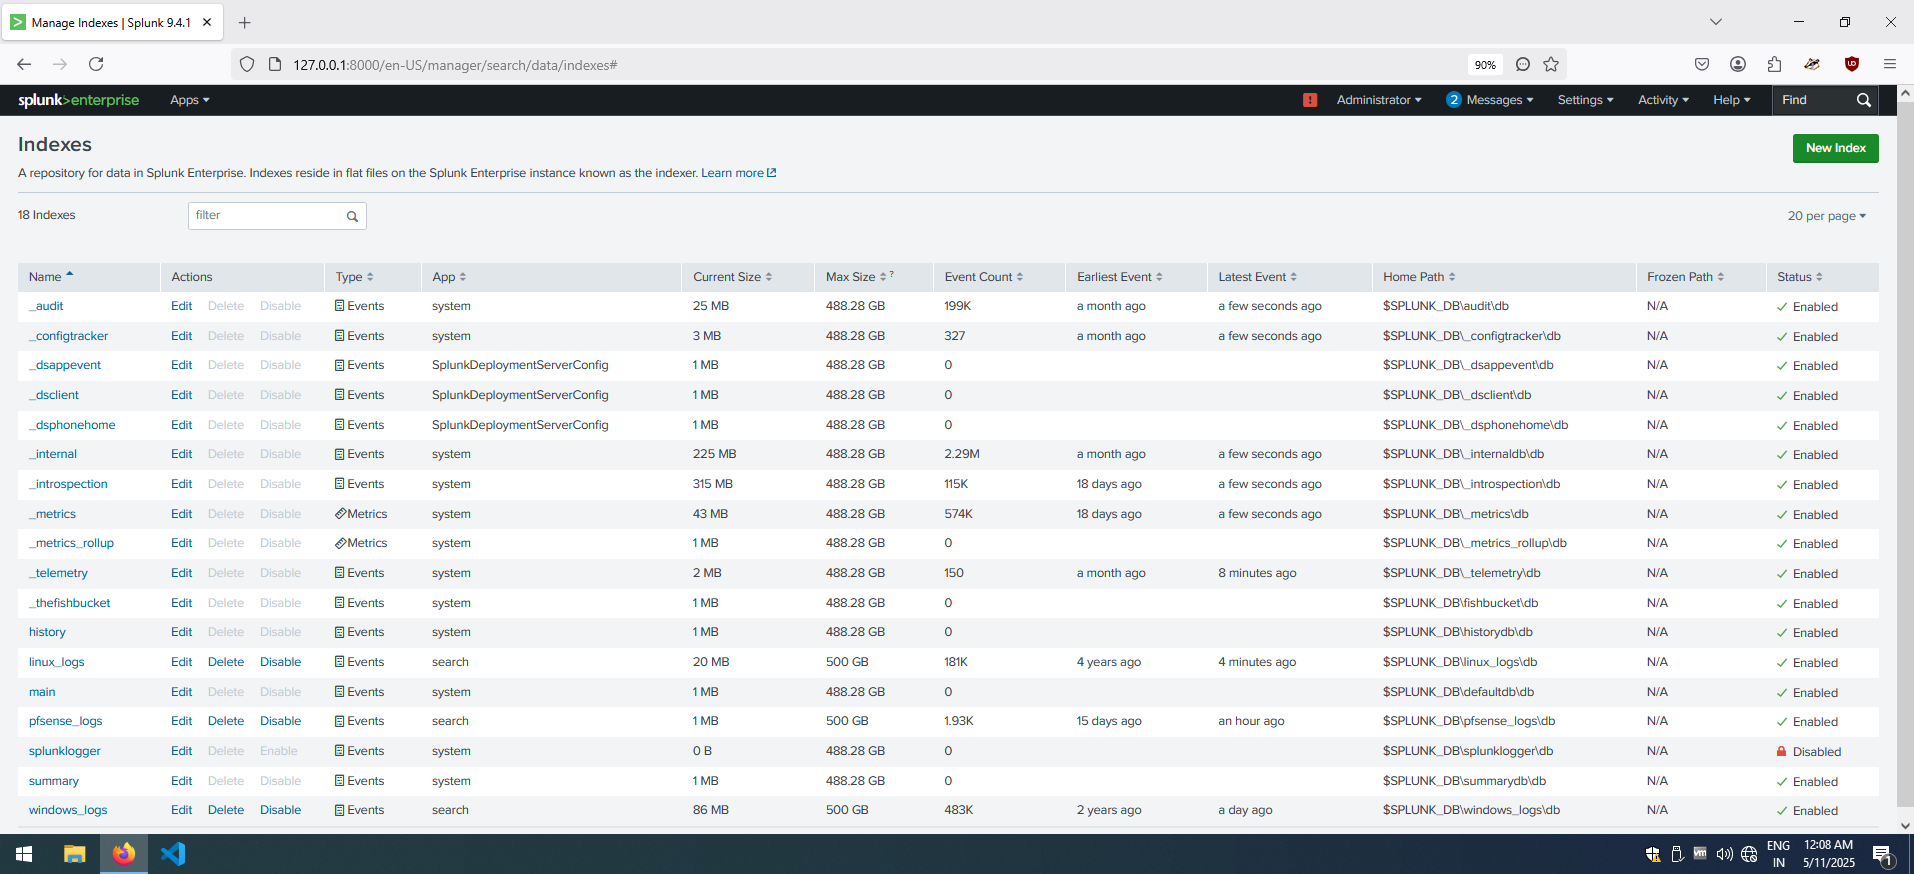 Manage Indexes | Splunk 9.4.1
127.0.0.1:8000/en-US/manager/search/data/indexes#
90%
splunk>enterprise Apps Administrator 2 Messages Settings Activity Help Find
Indexes
New Index
A repository for data in Splunk Enterprise. Indexes reside in flat files on the Splunk Enterprise instance known as the indexer. Learn more
18 Indexes filter 20 per page
Name Actions Type App Current Size Max Size ? Event Count Earliest Event Latest Event Home Path Frozen Path Status
_audit Edit Delete Disable Events system 25 MB 488.28 GB 199K a month ago a few seconds ago $SPLUNK_DB\audit\db N/A Enabled
_configtracker Edit Delete Disable Events system 3 MB 488.28 GB 327 a month ago a few seconds ago $SPLUNK_DB\_configtracker\db N/A Enabled
_dsappevent Edit Delete Disable Events SplunkDeploymentServerConfig 1 MB 488.28 GB 0 $SPLUNK_DB\_dsappevent\db N/A Enabled
_dsclient Edit Delete Disable Events SplunkDeploymentServerConfig 1 MB 488.28 GB 0 $SPLUNK_DB\_dsclient\db N/A Enabled
_dsphonehome Edit Delete Disable Events SplunkDeploymentServerConfig 1 MB 488.28 GB 0 $SPLUNK_DB\_dsphonehome\db N/A Enabled
_internal Edit Delete Disable Events system 225 MB 488.28 GB 2.29M a month ago a few seconds ago $SPLUNK_DB\_internaldb\db N/A Enabled
_introspection Edit Delete Disable Events system 315 MB 488.28 GB 115K 18 days ago a few seconds ago $SPLUNK_DB\_introspection\db N/A Enabled
_metrics Edit Delete Disable Metrics system 43 MB 488.28 GB 574K 18 days ago a few seconds ago $SPLUNK_DB\_metrics\db N/A Enabled
_metrics_rollup Edit Delete Disable Metrics system 1 MB 488.28 GB 0 $SPLUNK_DB\_metrics_rollup\db N/A Enabled
_telemetry Edit Delete Disable Events system 2 MB 488.28 GB 150 a month ago 8 minutes ago $SPLUNK_DB\_telemetry\db N/A Enabled
_thefishbucket Edit Delete Disable Events system 1 MB 488.28 GB 0 $SPLUNK_DB\fishbucket\db N/A Enabled
history Edit Delete Disable Events system 1 MB 488.28 GB 0 $SPLUNK_DB\historydb\db N/A Enabled
linux_logs Edit Delete Disable Events search 20 MB 500 GB 181K 4 years ago 4 minutes ago $SPLUNK_DB\linux_logs\db N/A Enabled
main Edit Delete Disable Events system 1 MB 488.28 GB 0 $SPLUNK_DB\defaultdb\db N/A Enabled
pfsense_logs Edit Delete Disable Events search 1 MB 500 GB 1.93K 15 days ago an hour ago $SPLUNK_DB\pfsense_logs\db N/A Enabled
splunklogger Edit Delete Enable Events system 0 B 488.28 GB 0 $SPLUNK_DB\splunklogger\db N/A Disabled
summary Edit Delete Disable Events system 1 MB 488.28 GB 0 $SPLUNK_DB\summarydb\db N/A Enabled
windows_logs Edit Delete Disable Events search 86 MB 500 GB 483K 2 years ago a day ago $SPLUNK_DB\windows_logs\db N/A Enabled
ENG 12:08 AM
IN 5/11/2025 1